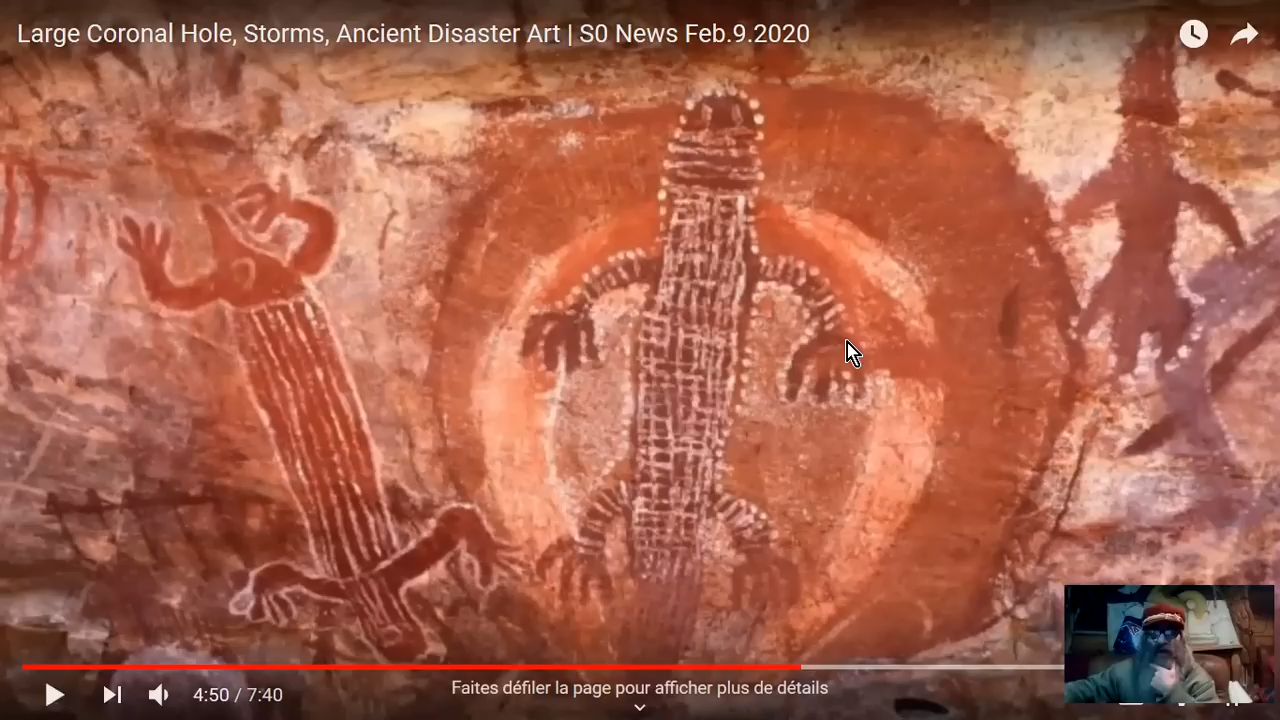 Large Coronal Hole, Storms, Ancient Disaster Art | S0 News Feb.9.2020
4:50 / 7:40
Faites défiler la page pour afficher plus de détails